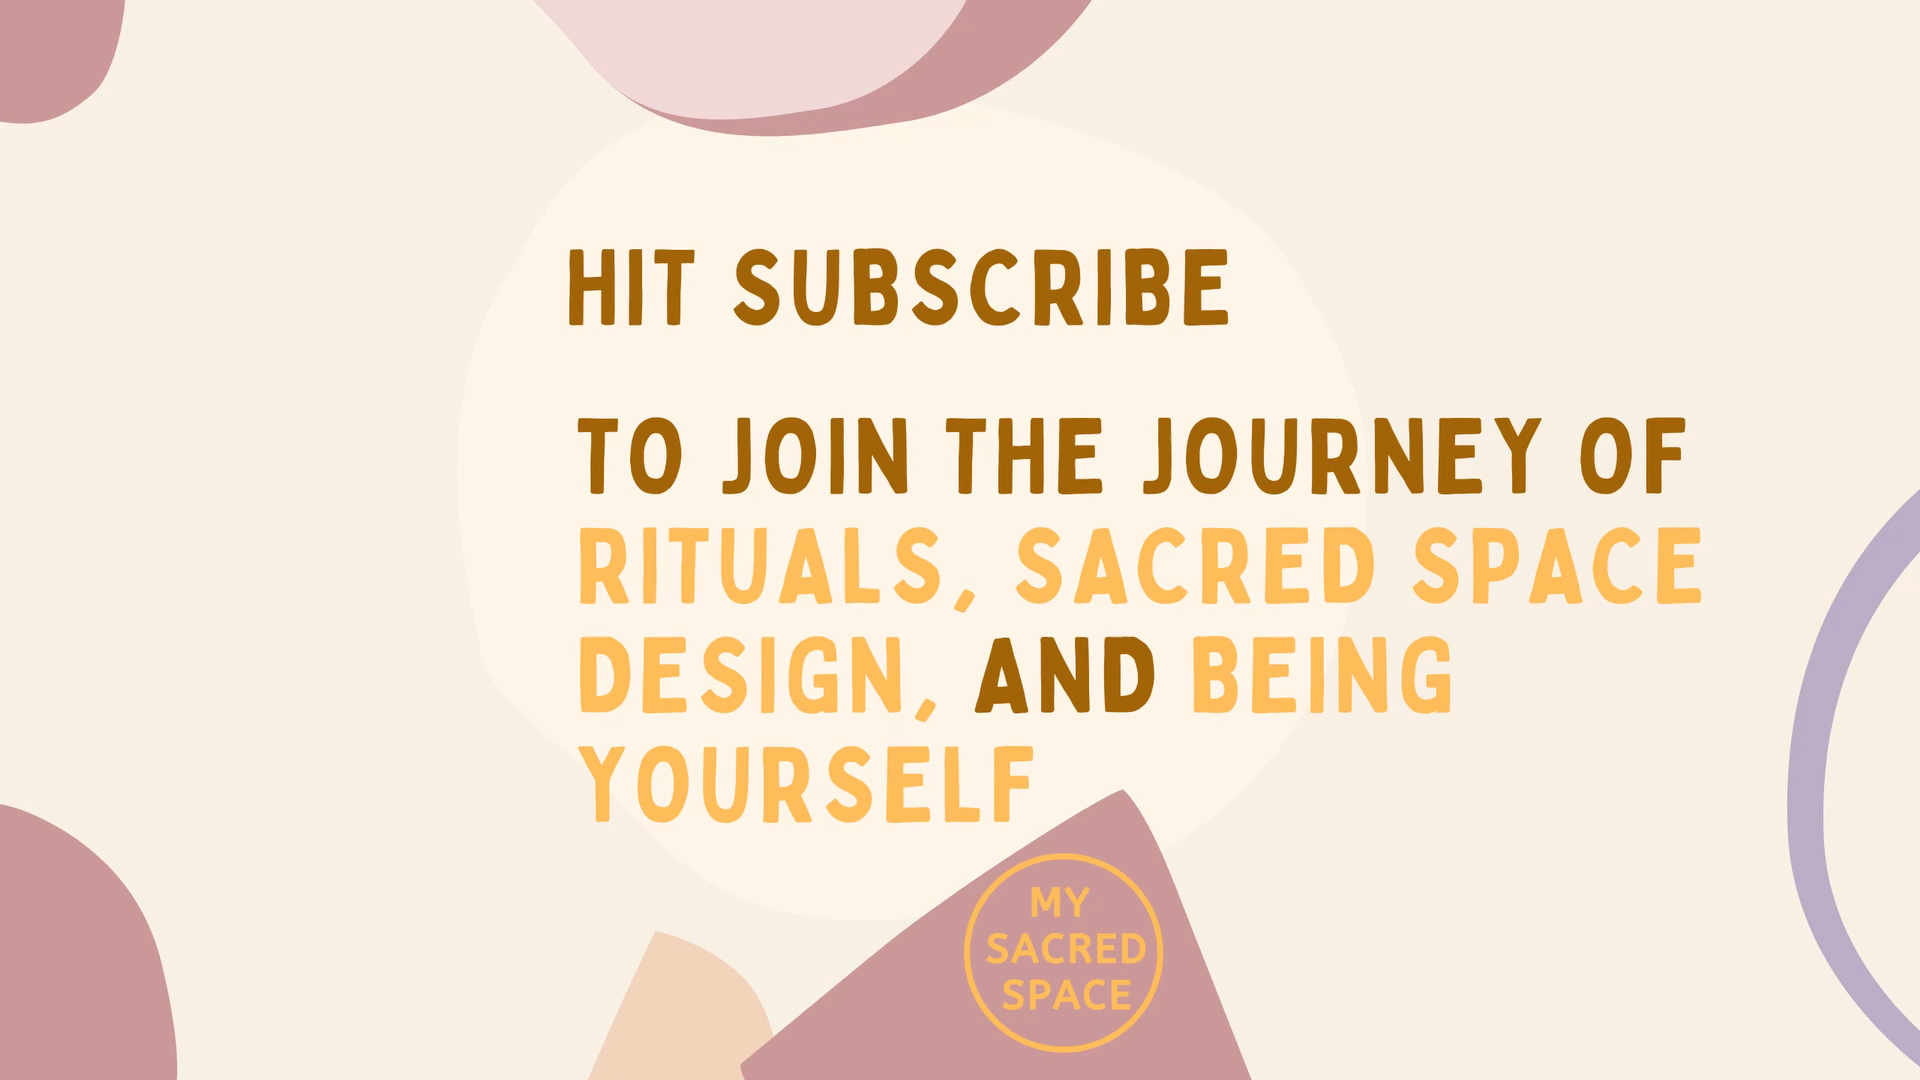 HIT SUBSCRIBE
TO JOIN THE JOURNEY OF
RITUALS, SACRED SPACE
DESIGN, AND BEING
YOURSELF
MY
SACRED
SPACE